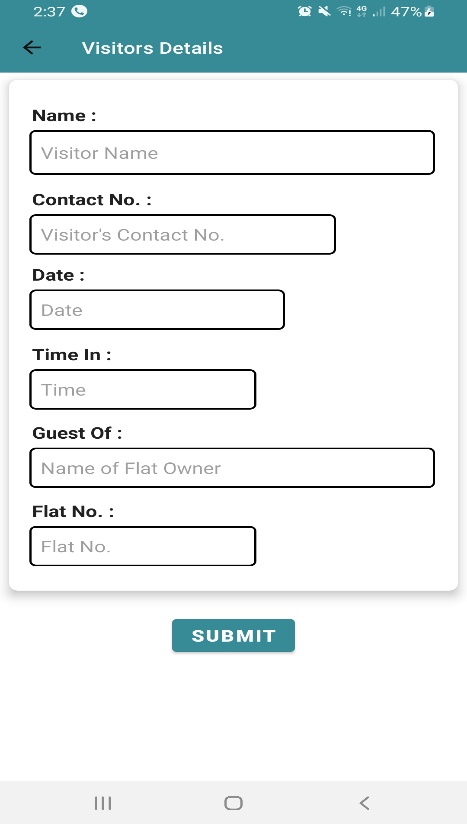 2:37 4G 47%
Visitors Details
Name :
Visitor Name
Contact No. :
Visitor's Contact No.
Date :
Date
Time In :
Time
Guest Of :
Name of Flat Owner
Flat No. :
Flat No.
SUBMIT